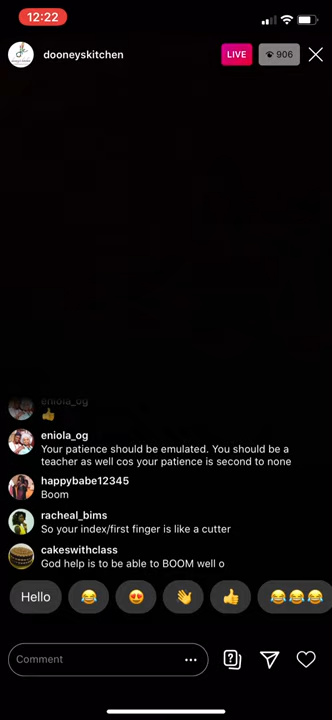 12:22
dooneyskitchen
LIVE
906
eniola_og
eniola_og
Your patience should be emulated. You should be a
teacher as well cos your patience is second to none
happybabe12345
Boom
racheal_bims
So your index/first finger is like a cutter
cakeswithclass
God help is to be able to BOOM well o
Hello
Comment